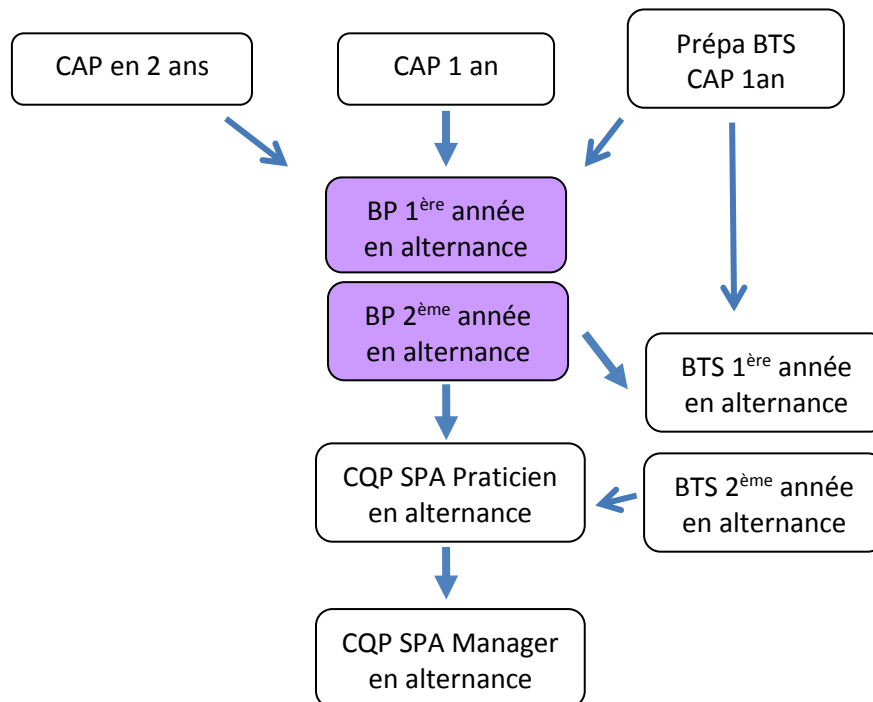 CAP en 2 ans
CAP 1 an
Prépa BTS
CAP 1an
BP 1ère année
en alternance
BP 2ème année
en alternance
BTS 1ère année
en alternance
CQP SPA Praticien
en alternance
BTS 2ème année
en alternance
CQP SPA Manager
en alternance